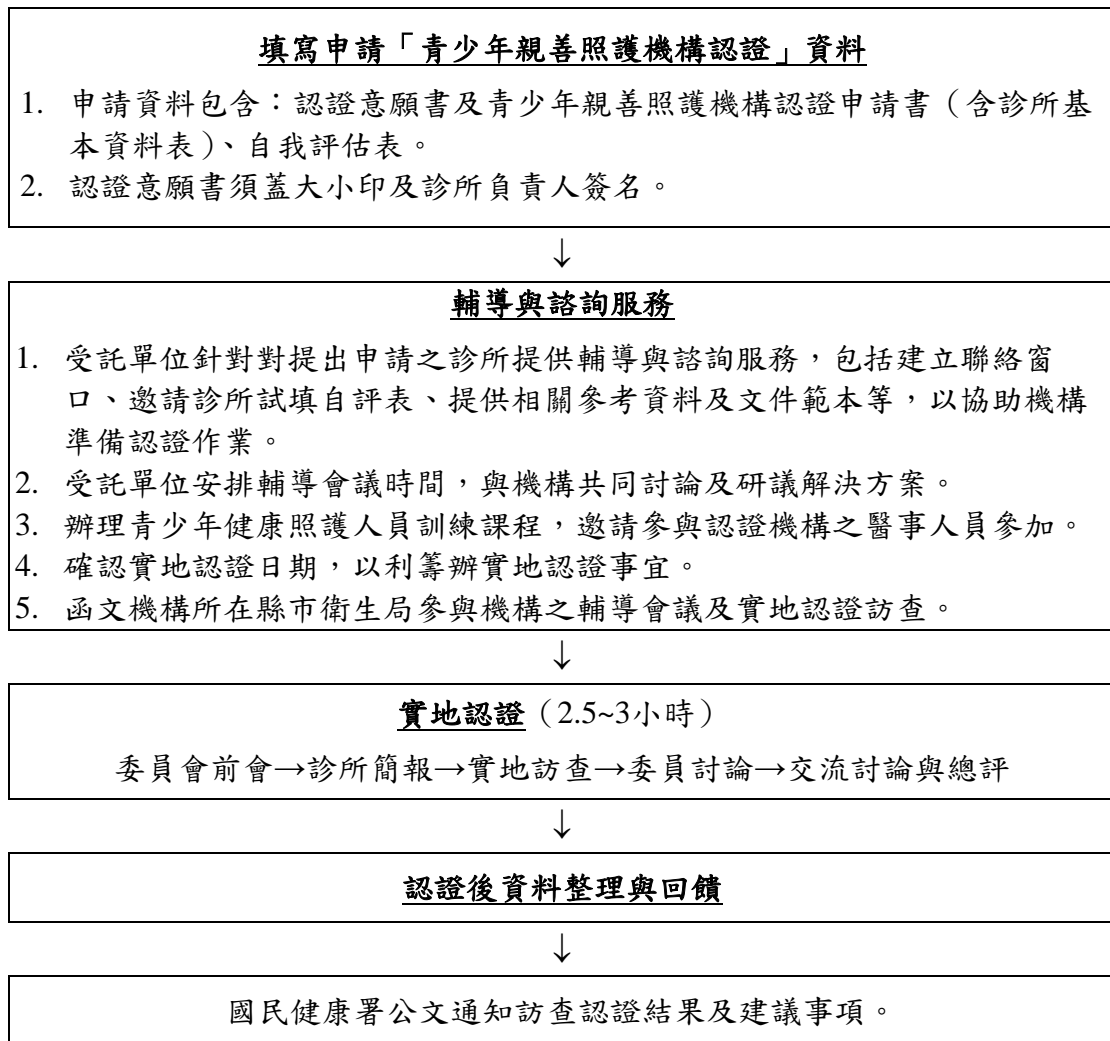 填寫申請「青少年親善照護機構認證」資料
1. 申請資料包含：認證意願書及青少年親善照護機構認證申請書（含診所基
本資料表）、自我評估表。
2. 認證意願書須蓋大小印及診所負責人簽名。
↓
輔導與諮詢服務
1. 受託單位針對對提出申請之診所提供輔導與諮詢服務，包括建立聯絡窗
口、邀請診所試填自評表、提供相關參考資料及文件範本等，以協助機構
準備認證作業。
2. 受託單位安排輔導會議時間，與機構共同討論及研議解決方案。
3. 辦理青少年健康照護人員訓練課程，邀請參與認證機構之醫事人員參加。
4. 確認實地認證日期，以利籌辦實地認證事宜。
5. 函文機構所在縣市衛生局參與機構之輔導會議及實地認證訪查。
↓
實地認證（2.5~3小時）
委員會前會→診所簡報→實地訪查→委員討論→交流討論與總評
↓
認證後資料整理與回饋
↓
國民健康署公文通知訪查認證結果及建議事項。